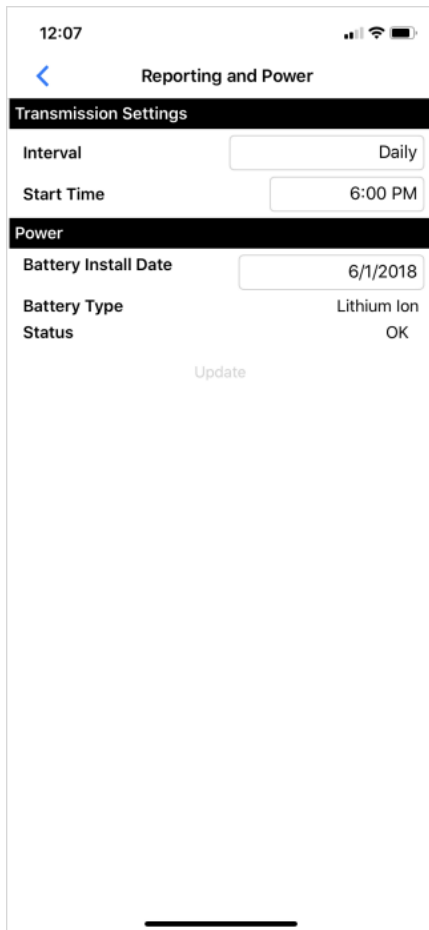 12:07
Reporting and Power
Transmission Settings
Interval Daily
Start Time 6:00 PM
Power
Battery Install Date 6/1/2018
Battery Type Lithium Ion
Status OK
Update